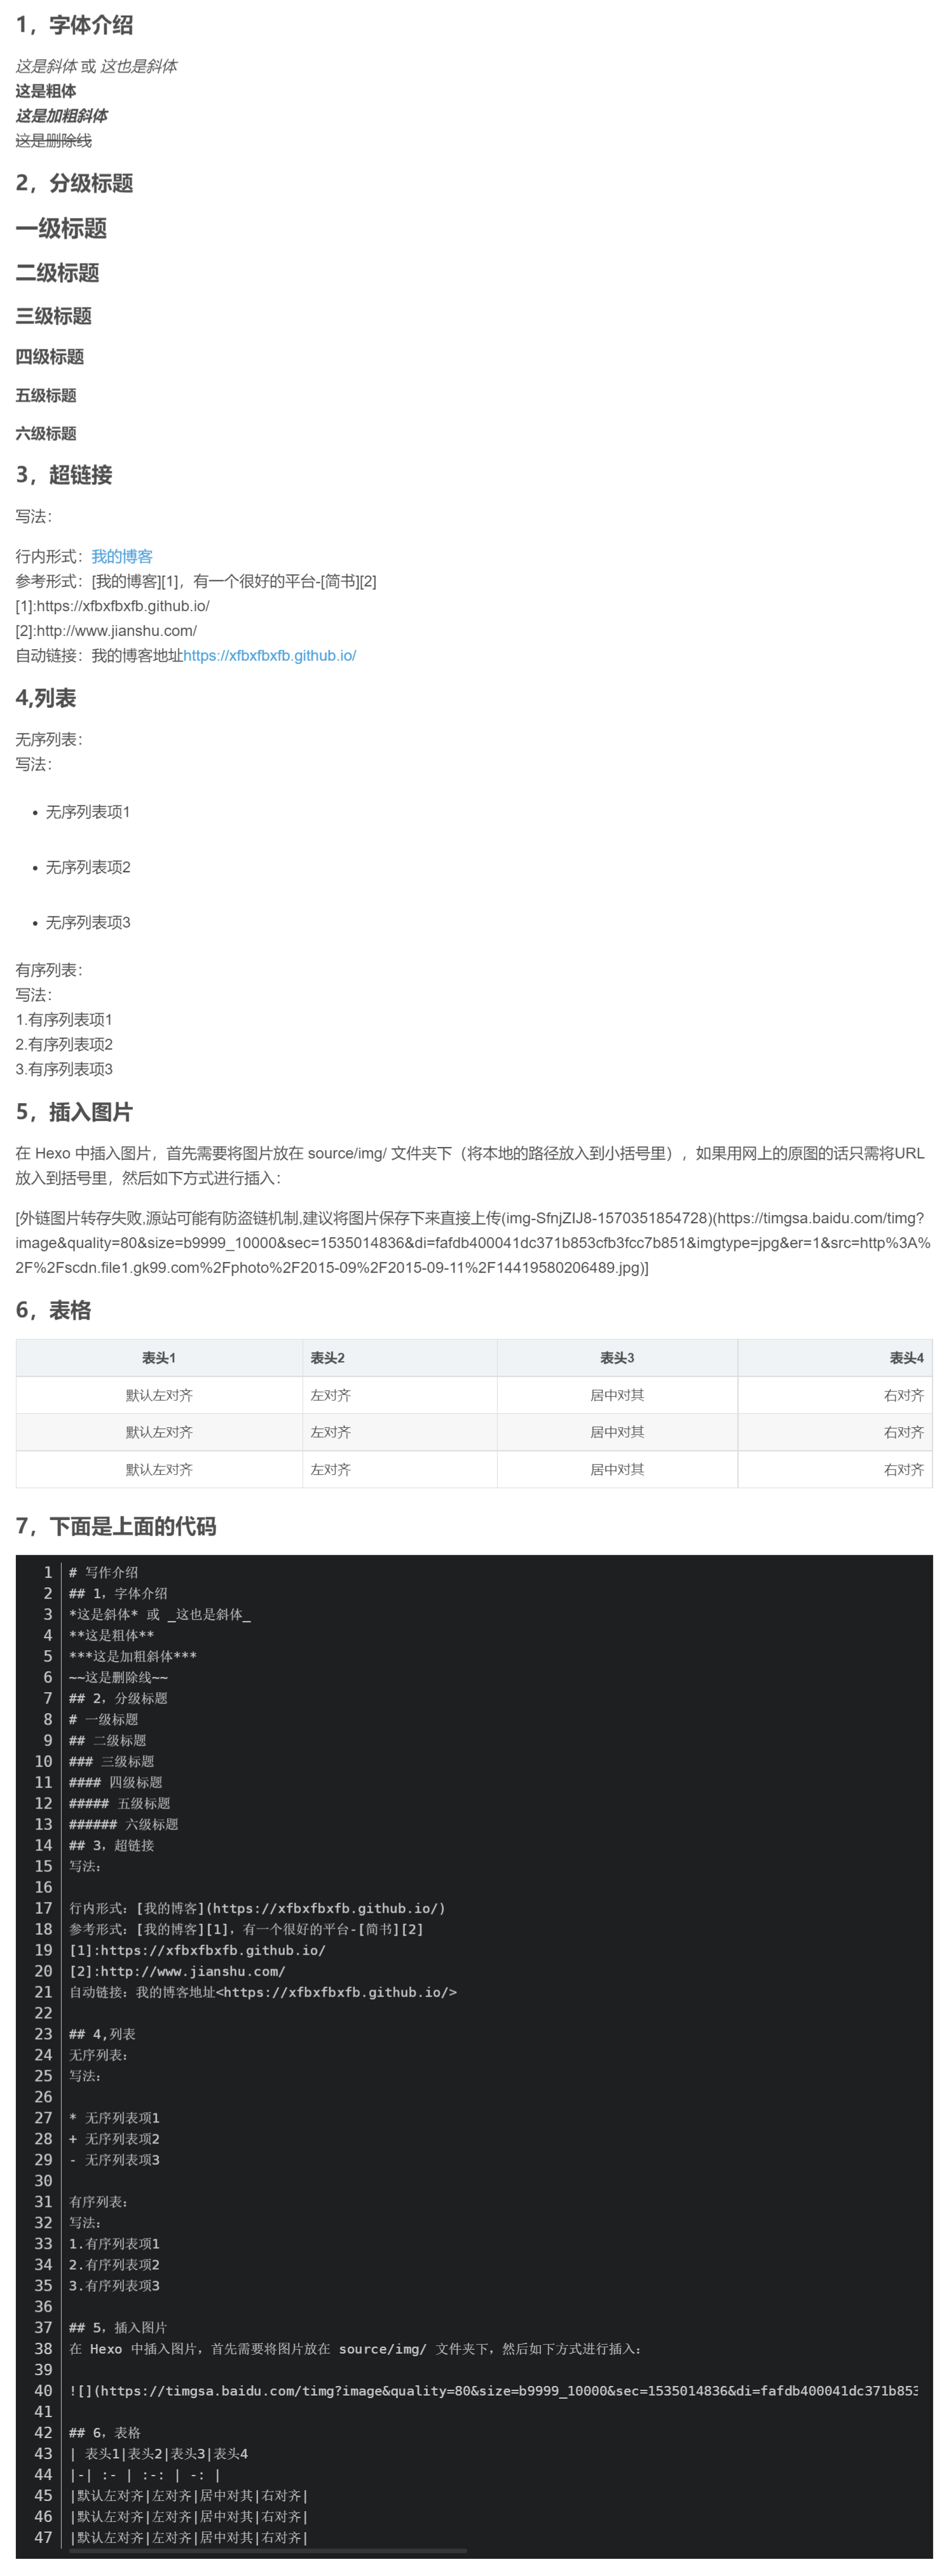 1，字体介绍
这是斜体 或 这也是斜体
这是粗体
这是加粗斜体
这是删除线
2，分级标题
一级标题
二级标题
三级标题
四级标题
五级标题
六级标题
3，超链接
写法：
行内形式：我的博客
参考形式：[我的博客][1]，有一个很好的平台-[简书][2]
[1]:https://xfbxfbxfb.github.io/
[2]:http://www.jianshu.com/
自动链接：我的博客地址https://xfbxfbxfb.github.io/
4,列表
无序列表：
写法：
• 无序列表项1
• 无序列表项2
• 无序列表项3
有序列表：
写法：
1.有序列表项1
2.有序列表项2
3.有序列表项3
5，插入图片
在 Hexo 中插入图片，首先需要将图片放在 source/img/ 文件夹下（将本地的路径放入到小括号里），如果用网上的原图的话只需将URL
放入到括号里，然后如下方式进行插入：
[外链图片转存失败,源站可能有防盗链机制,建议将图片保存下来直接上传(img-SfnjZIJ8-1570351854728)(https://timgsa.baidu.com/timg?
image&quality=80&size=b9999_10000&sec=1535014836&di=fafdb400041dc371b853cfb3fcc7b851&imgtype=jpg&er=1&src=http%3A%
2F%2Fscdn.file1.gk99.com%2Fphoto%2F2015-09%2F2015-09-11%2F14419580206489.jpg)]
6，表格
表头1 表头2 表头3 表头4
默认左对齐 左对齐 居中对其 右对齐
默认左对齐 左对齐 居中对其 右对齐
默认左对齐 左对齐 居中对其 右对齐
7，下面是上面的代码
1 # 写作介绍
2 ## 1，字体介绍
3 *这是斜体* 或 _这也是斜体_
4 **这是粗体**
5 ***这是加粗斜体***
6 ~~这是删除线~~
7 ## 2，分级标题
8 # 一级标题
9 ## 二级标题
10 ### 三级标题
11 #### 四级标题
12 ##### 五级标题
13 ###### 六级标题
14 ## 3，超链接
15 写法：
16
17 行内形式：[我的博客](https://xfbxfbxfb.github.io/)
18 参考形式：[我的博客][1]，有一个很好的平台-[简书][2]
19 [1]:https://xfbxfbxfb.github.io/
20 [2]:http://www.jianshu.com/
21 自动链接：我的博客地址<https://xfbxfbxfb.github.io/>
22
23 ## 4,列表
24 无序列表：
25 写法：
26
27 * 无序列表项1
28 + 无序列表项2
29 - 无序列表项3
30
31 有序列表：
32 写法：
33 1.有序列表项1
34 2.有序列表项2
35 3.有序列表项3
36
37 ## 5，插入图片
38 在 Hexo 中插入图片，首先需要将图片放在 source/img/ 文件夹下，然后如下方式进行插入：
39
40 ![](https://timgsa.baidu.com/timg?image&quality=80&size=b9999_10000&sec=1535014836&di=fafdb400041dc371b853
41
42 ## 6，表格
43 | 表头1|表头2|表头3|表头4
44 |-| :- | :-: | -: |
45 |默认左对齐|左对齐|居中对其|右对齐|
46 |默认左对齐|左对齐|居中对其|右对齐|
47 |默认左对齐|左对齐|居中对其|右对齐|